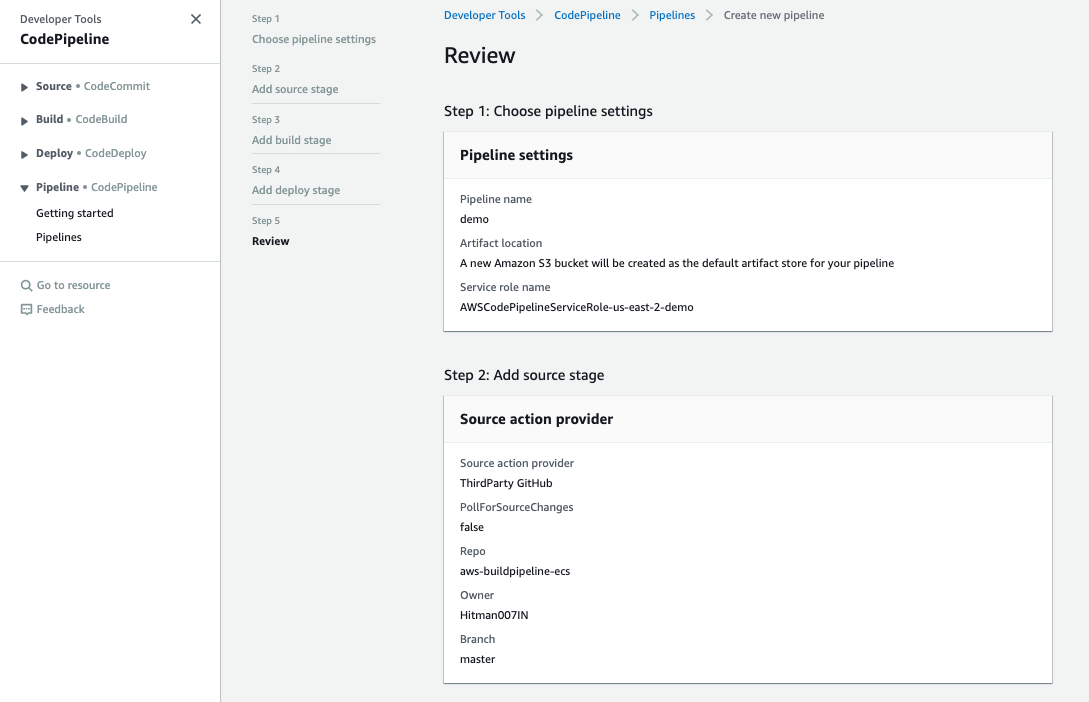 Developer Tools
CodePipeline
Source • CodeCommit
Build • CodeBuild
Deploy • CodeDeploy
Pipeline • CodePipeline
Getting started
Pipelines
Go to resource
Feedback
Step 1
Choose pipeline settings
Step 2
Add source stage
Step 3
Add build stage
Step 4
Add deploy stage
Step 5
Review
Developer Tools > CodePipeline > Pipelines > Create new pipeline
Review
Step 1: Choose pipeline settings
Pipeline settings
Pipeline name
demo
Artifact location
A new Amazon S3 bucket will be created as the default artifact store for your pipeline
Service role name
AWSCodePipelineServiceRole-us-east-2-demo
Step 2: Add source stage
Source action provider
Source action provider
ThirdParty GitHub
PollForSourceChanges
false
Repo
aws-buildpipeline-ecs
Owner
Hitman007IN
Branch
master